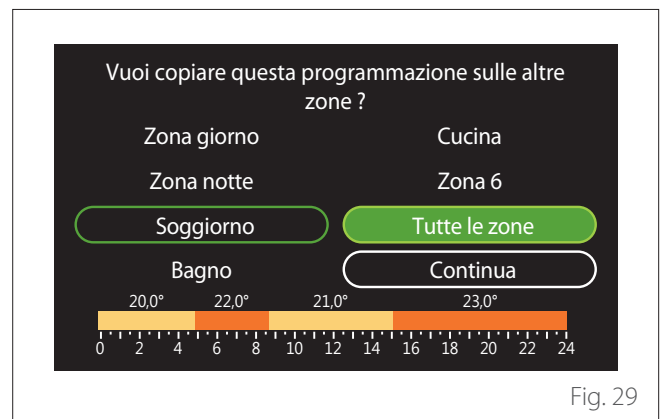 Vuoi copiare questa programmazione sulle altre
zone ?
Zona giorno Cucina
Zona notte Zona 6
Soggiorno Tutte le zone
Bagno Continua
20,0° 22,0° 21,0° 23,0°
0 2 4 6 8 10 12 14 16 18 20 22 24
Fig. 29